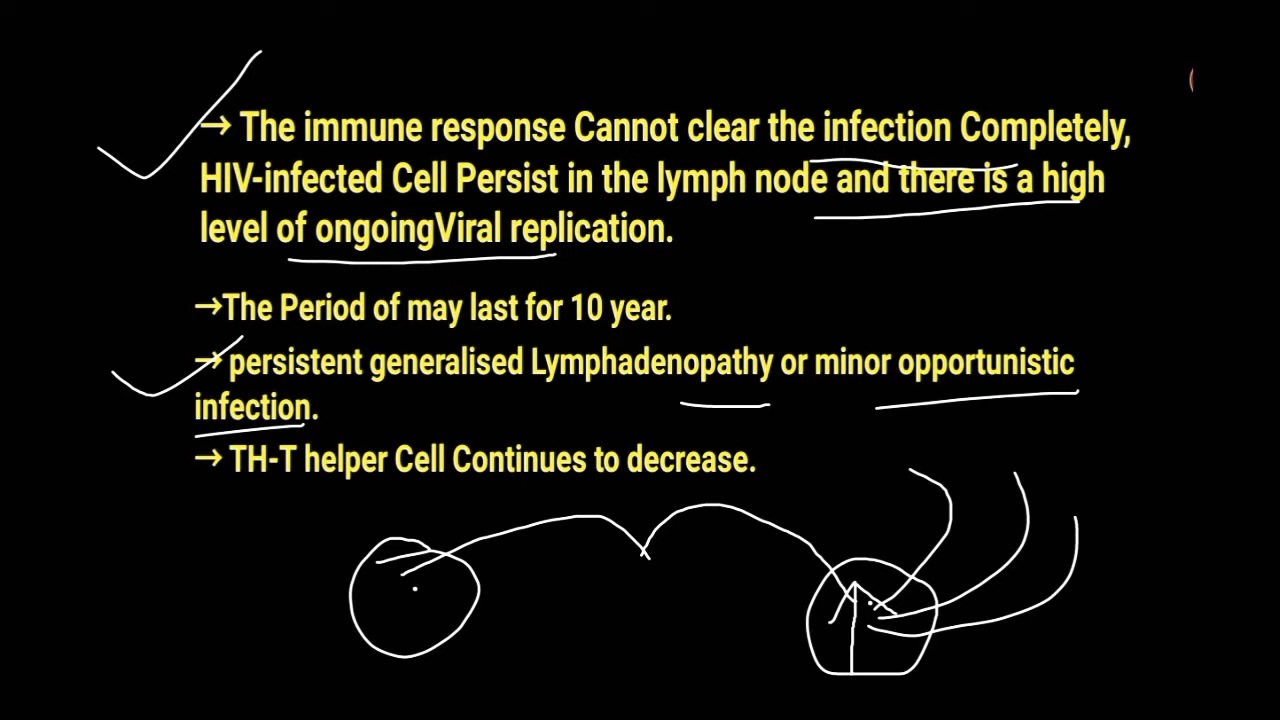 → The immune response Cannot clear the infection Completely,
HIV-infected Cell Persist in the lymph node and there is a high
level of ongoingViral replication.
→The Period of may last for 10 year.
→ persistent generalised Lymphadenopathy or minor opportunistic
infection.
→ TH-T helper Cell Continues to decrease.